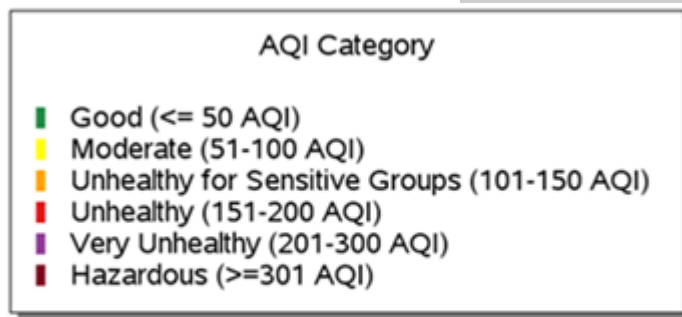 AQI Category
Good (<= 50 AQI)
Moderate (51-100 AQI)
Unhealthy for Sensitive Groups (101-150 AQI)
Unhealthy (151-200 AQI)
Very Unhealthy (201-300 AQI)
Hazardous (>=301 AQI)